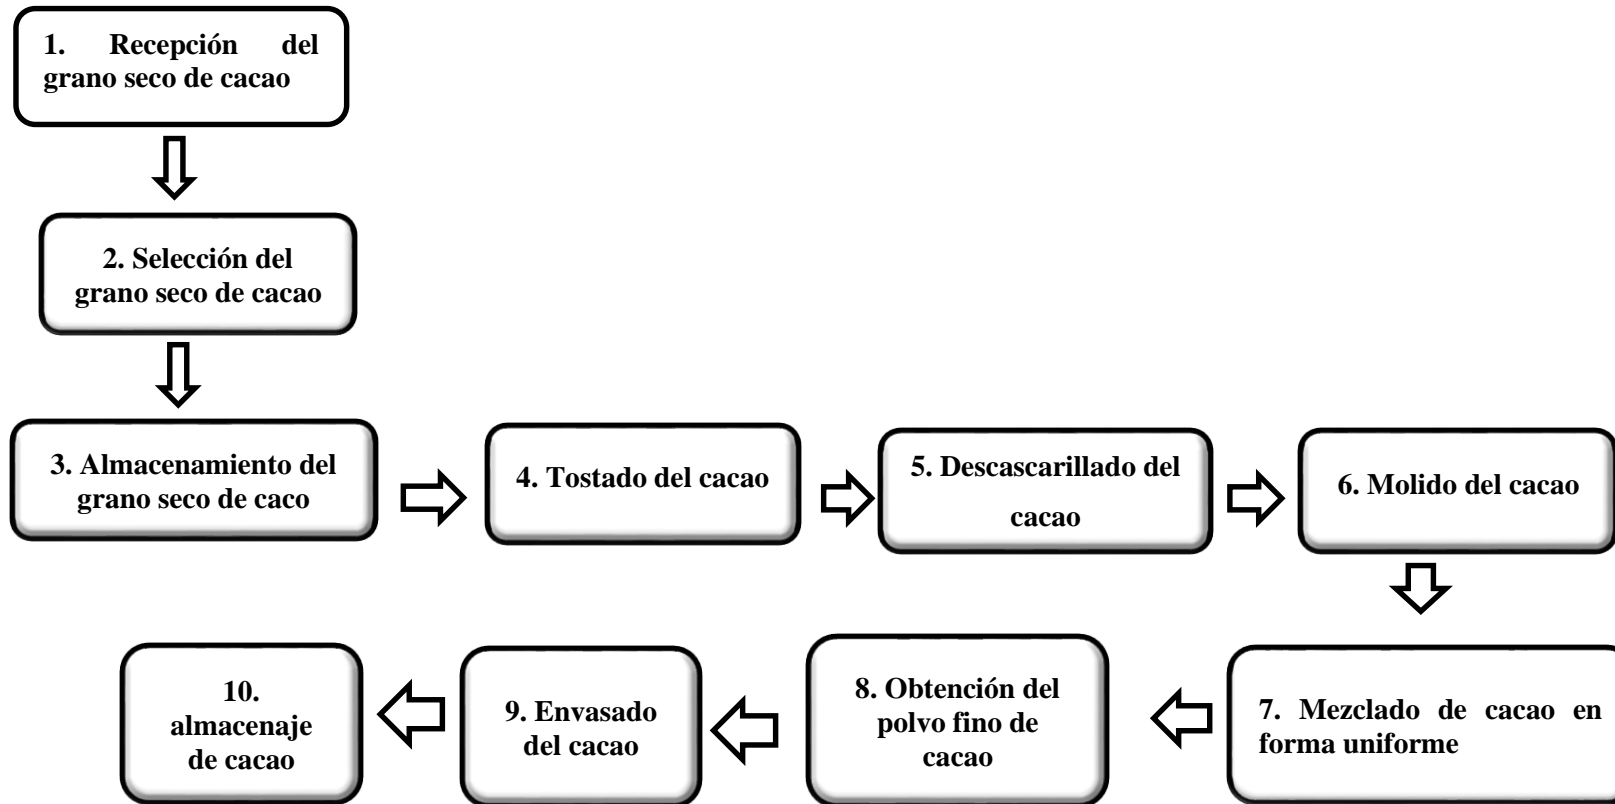 1. Recepción del
grano seco de cacao
2. Selección del
grano seco de cacao
3. Almacenamiento del
grano seco de caco
4. Tostado del cacao
5. Descascarillado del
cacao
6. Molido del cacao
7. Mezclado de cacao en
forma uniforme
8. Obtención del
polvo fino de
cacao
9. Envasado
del cacao
10.
almacenaje
de cacao